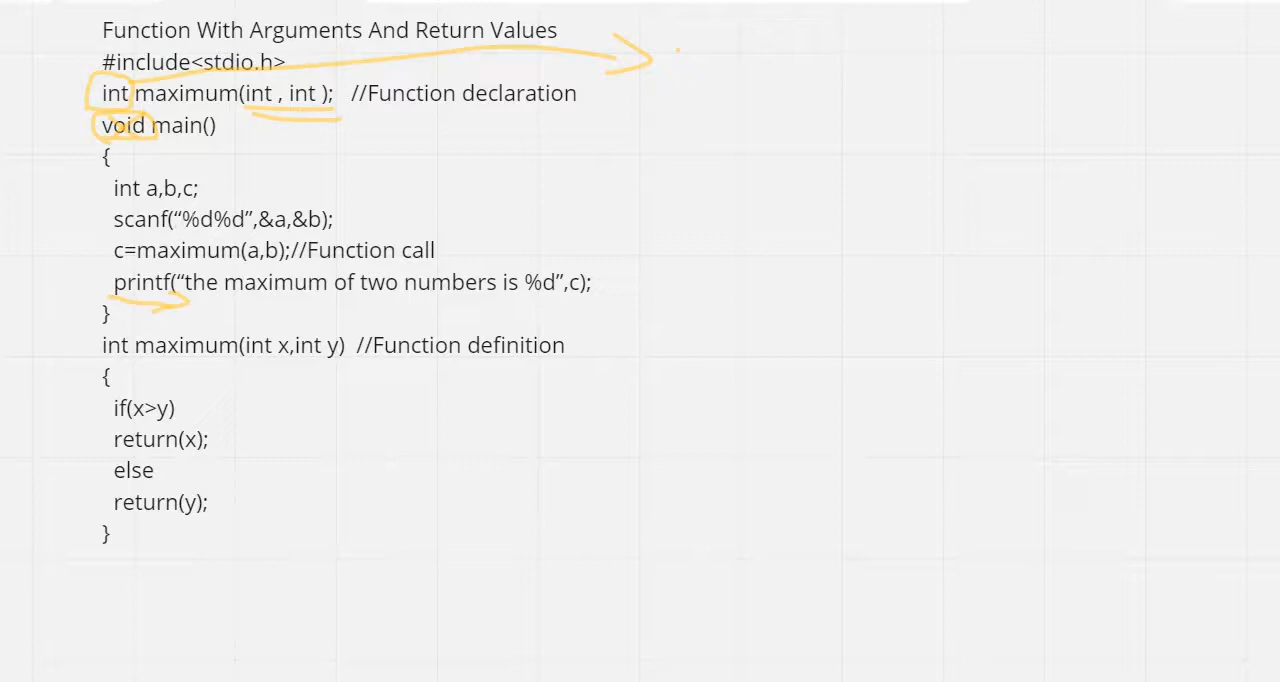 Function With Arguments And Return Values
#include<stdio.h>
int maximum(int , int ); //Function declaration
void main()
{
int a,b,c;
scanf(“%d%d”,&a,&b);
c=maximum(a,b);//Function call
printf(“the maximum of two numbers is %d”,c);
}
int maximum(int x,int y) //Function definition
{
if(x>y)
return(x);
else
return(y);
}